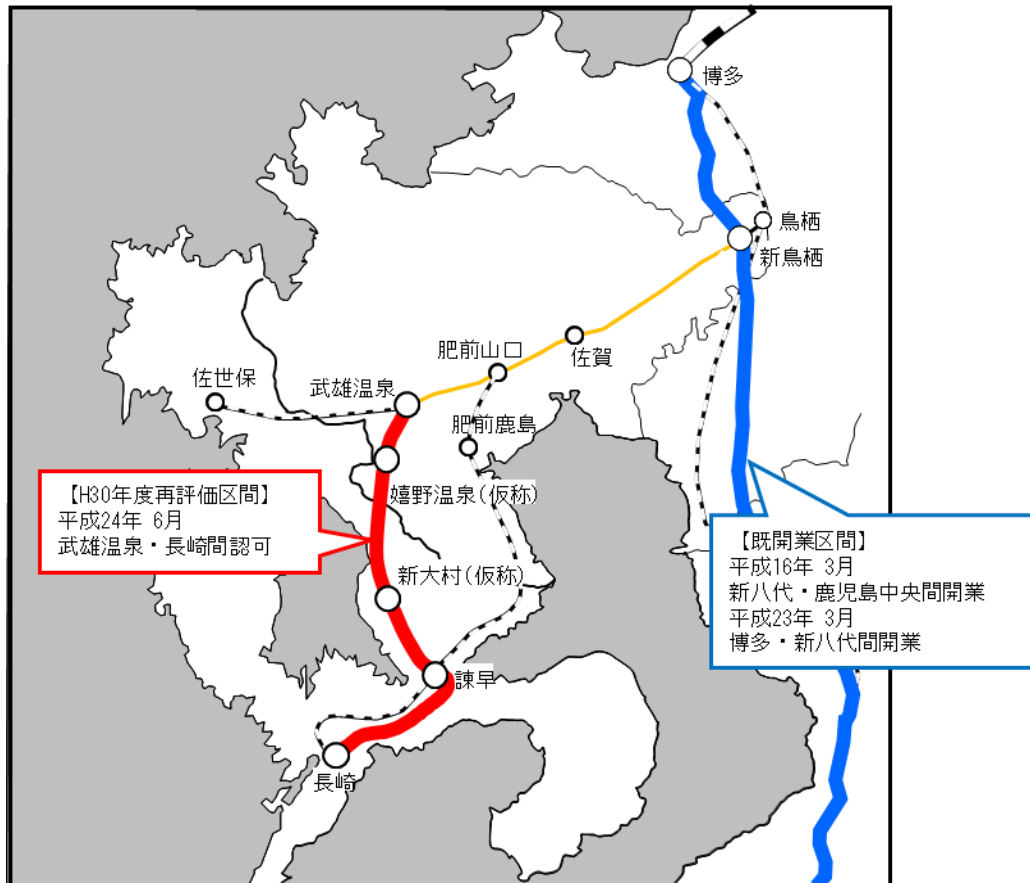 博多
鳥栖
新鳥栖
佐賀
肥前山口
武雄温泉
佐世保
肥前鹿島
嬉野温泉(仮称)
【H30年度再評価区間】
平成24年 6月
武雄温泉・長崎間認可
【既開業区間】
平成16年 3月
新八代・鹿児島中央間開業
平成23年 3月
博多・新八代間開業
新大村(仮称)
諫早
長崎